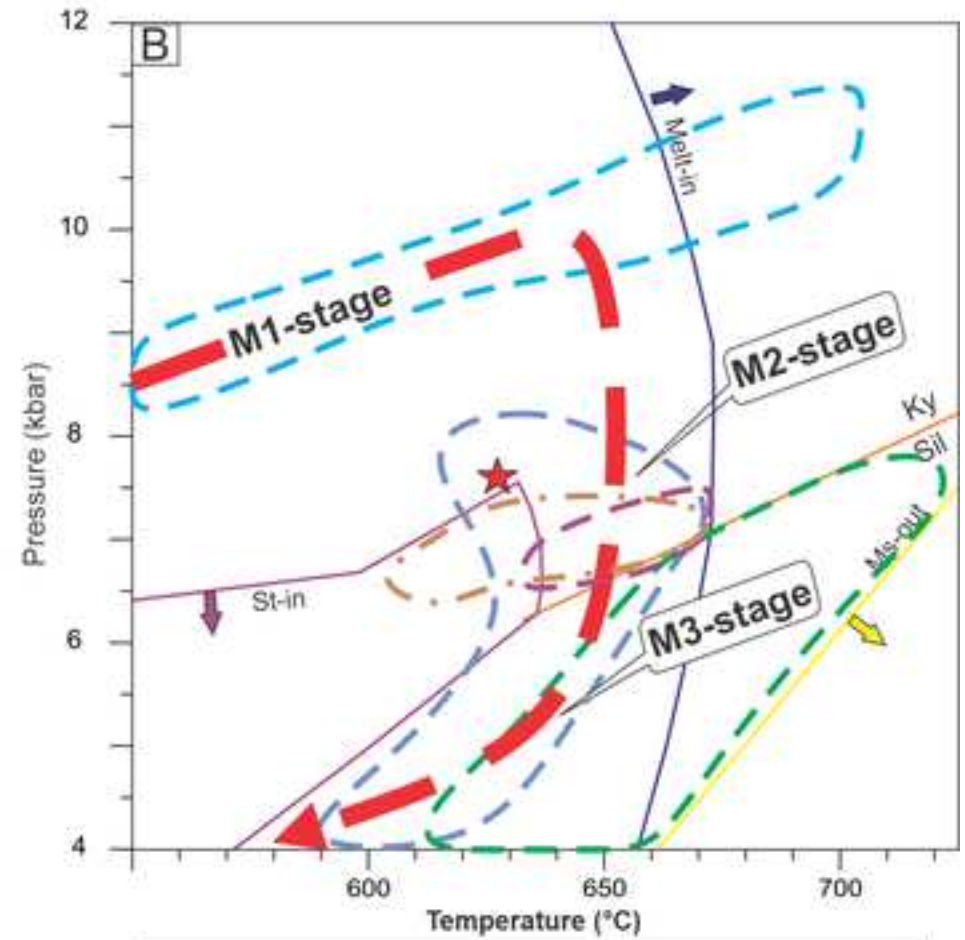 B
12
10
8
6
4
Pressure (kbar)
Melt-in
M1-stage
M2-stage
Ky
Sil
Ms-out
St-in
M3-stage
600
650
700
Temperature (°C)